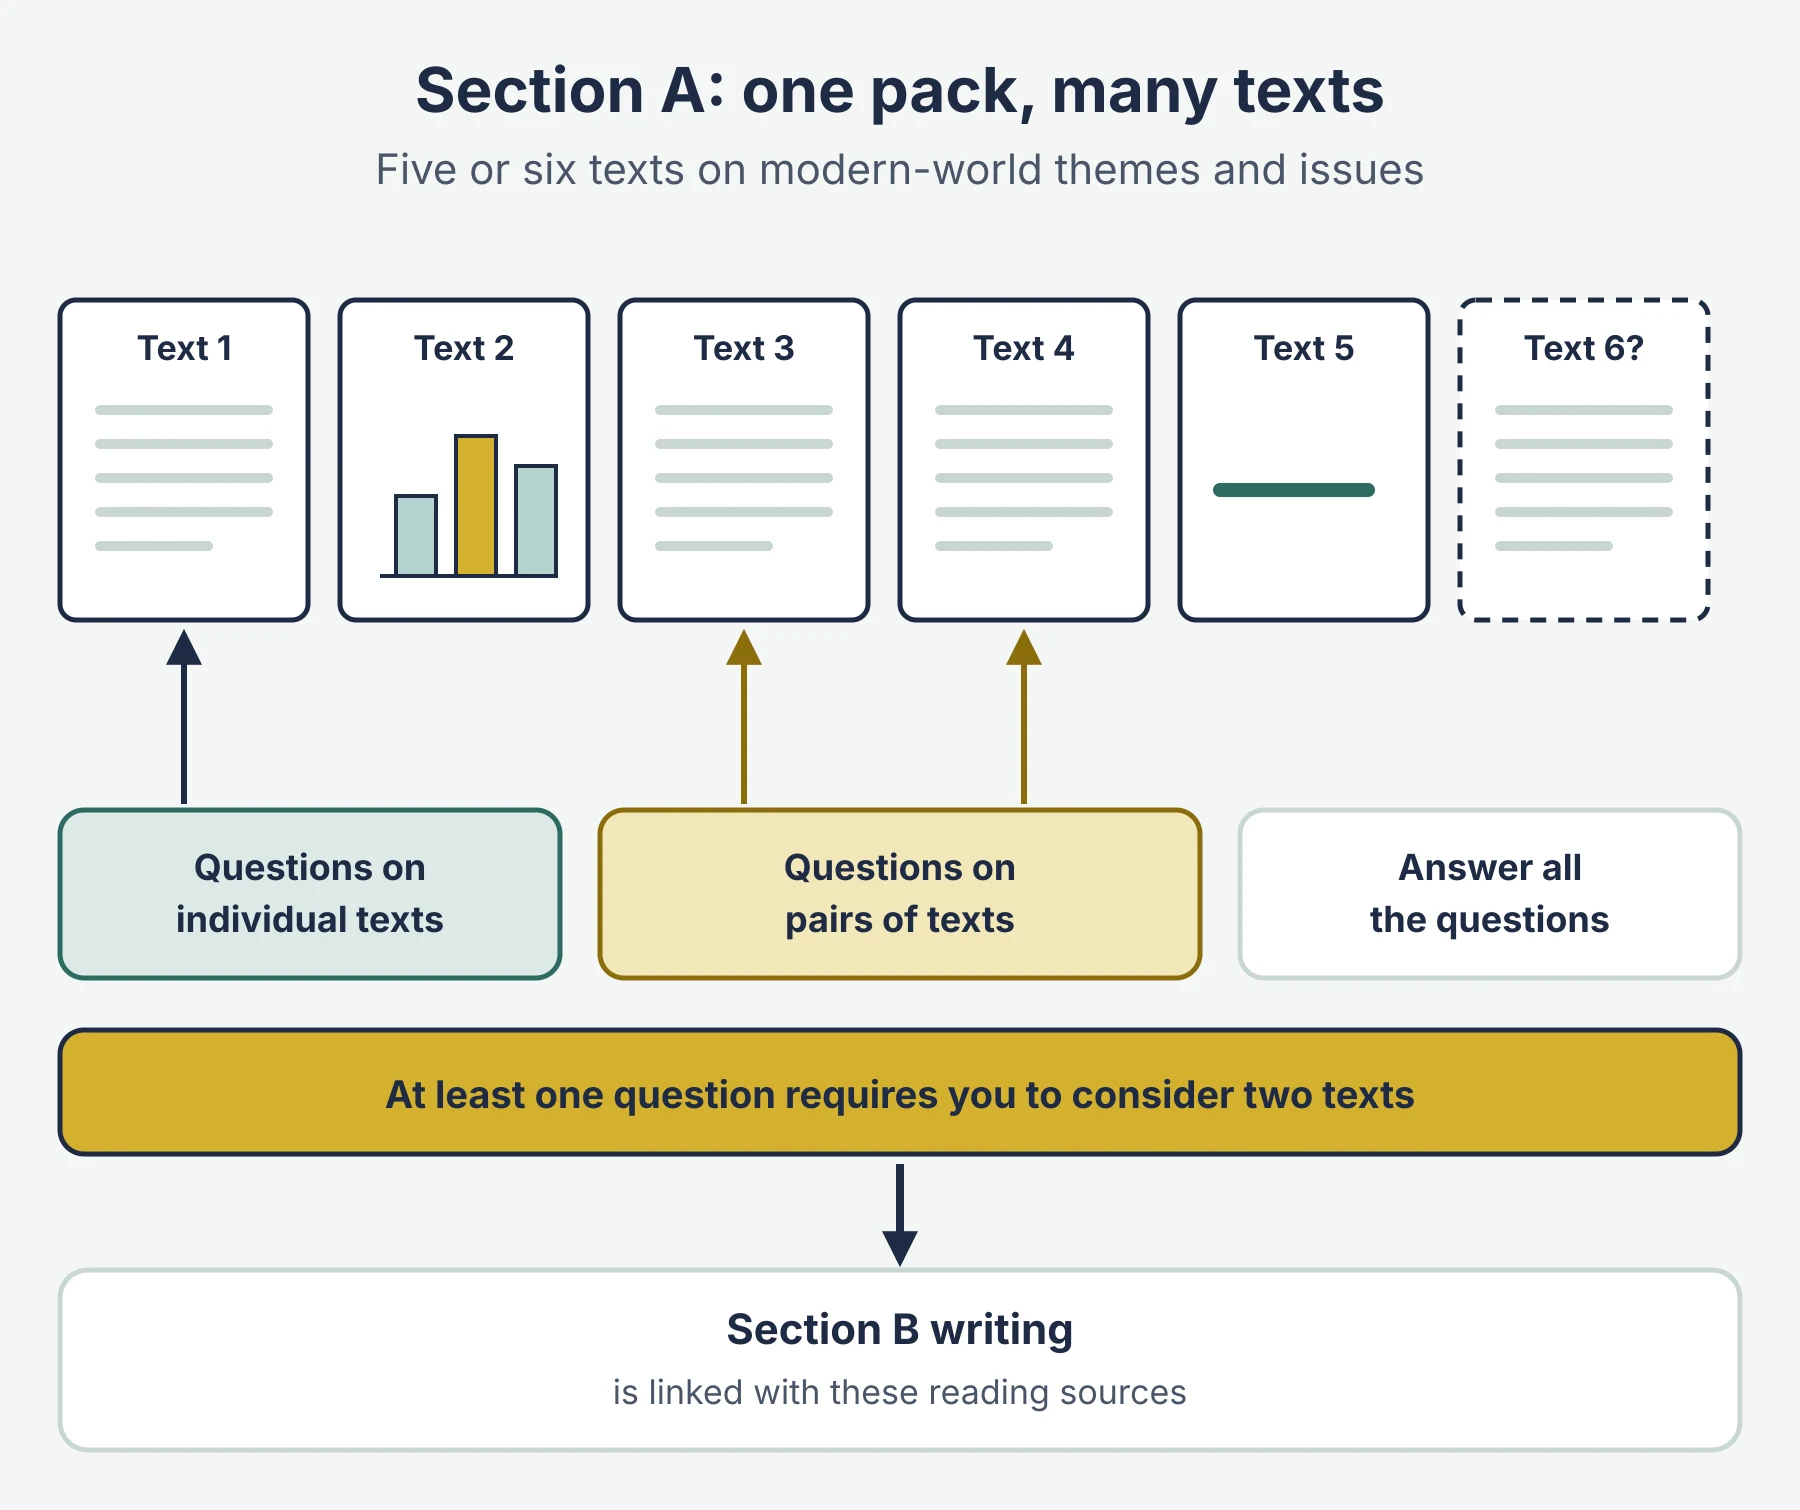 Section A: one pack, many texts
Five or six texts on modern-world themes and issues
Text 1
Text 2
Text 3
Text 4
Text 5
Text 6?
Questions on
individual texts
Questions on
pairs of texts
Answer all
the questions
At least one question requires you to consider two texts
Section B writing
is linked with these reading sources